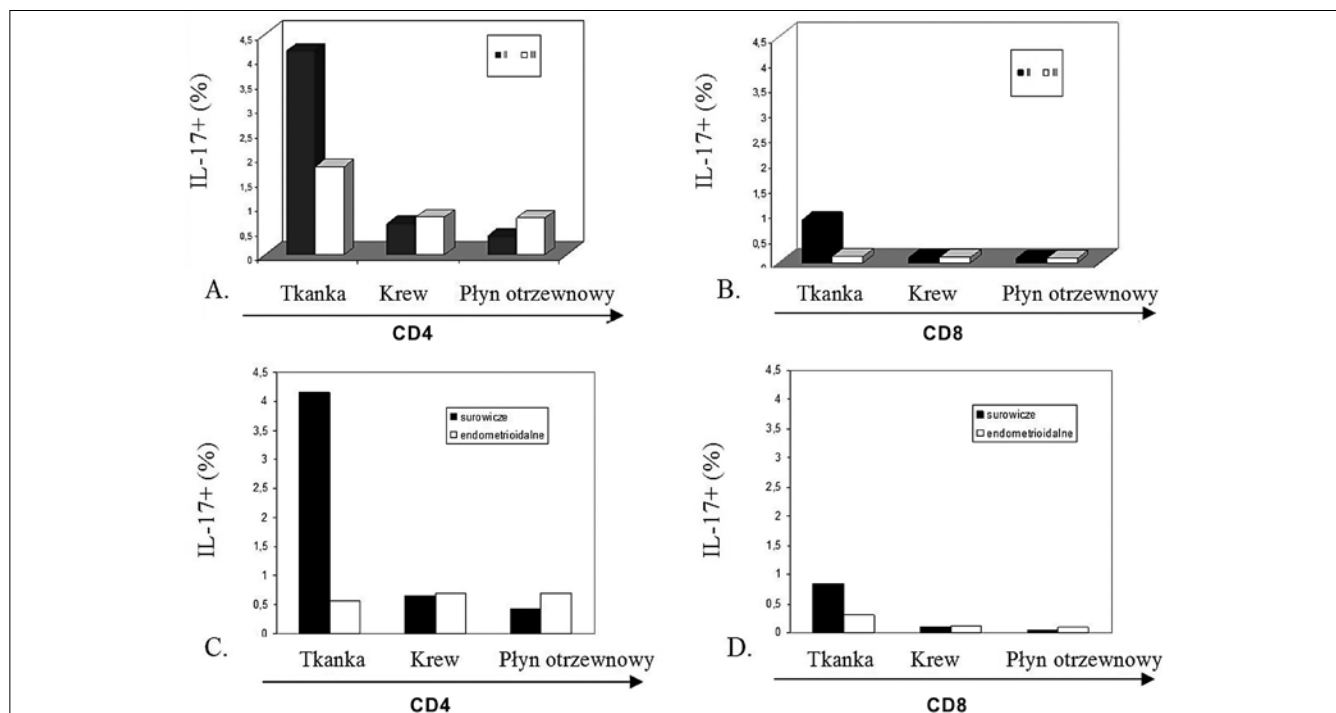 4,5
4
3,5
3
2,5
2
1,5
1
0,5
0
IL-17+ (%)
II III
A.
Tkanka Krew Płyn otrzewnowy
CD4
4,5
4
3,5
3
2,5
2
1,5
1
0,5
0
IL-17+ (%)
II III
B.
Tkanka Krew Płyn otrzewnowy
CD8
4,5
4
3,5
3
2,5
2
1,5
1
0,5
0
IL-17+ (%)
surowicze
endometrioidalne
C.
Tkanka Krew Płyn otrzewnowy
CD4
4,5
4
3,5
3
2,5
2
1,5
1
0,5
0
IL-17+ (%)
surowicze
endometrioidalne
D.
Tkanka Krew Płyn otrzewnowy
CD8